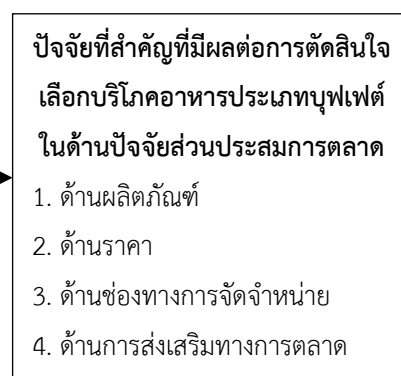 ปัจจัยที่สำคัญที่มีผลต่อการตัดสินใจ
เลือกบริโภคอาหารประเภทบุฟเฟต์
ในด้านปัจจัยส่วนประสมการตลาด
1. ด้านผลิตภัณฑ์
2. ด้านราคา
3. ด้านช่องทางการจัดจำหน่าย
4. ด้านการส่งเสริมทางการตลาด